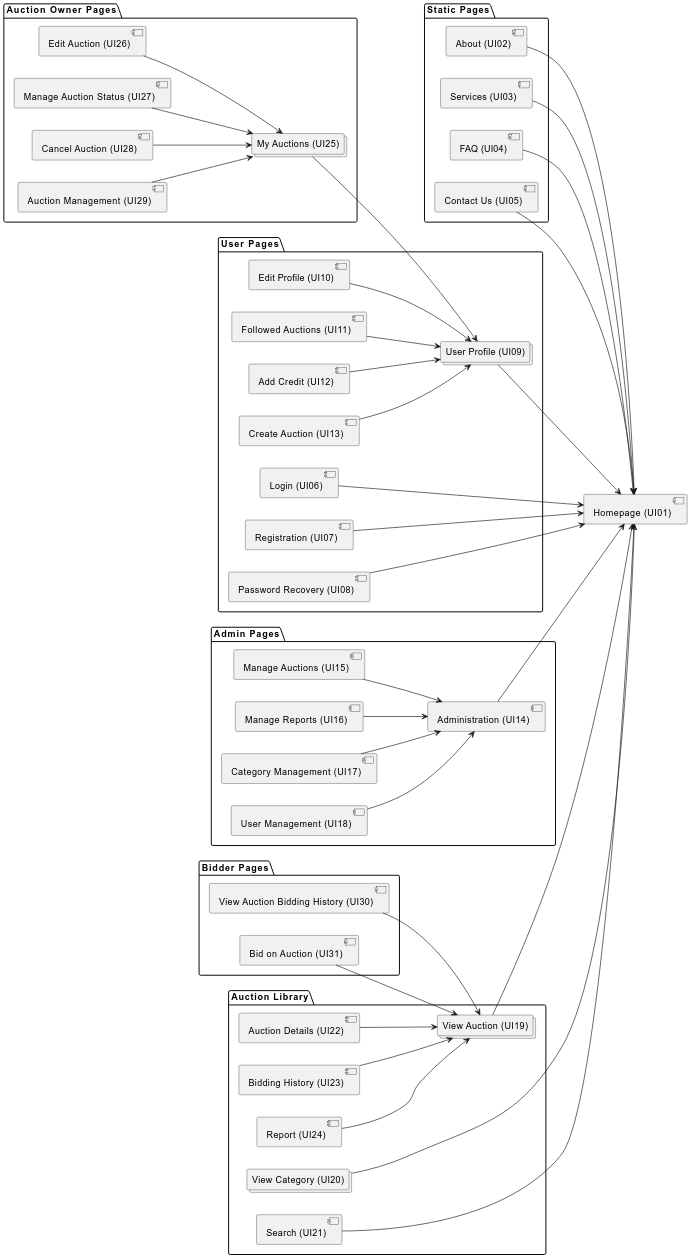 Auction Owner Pages
Edit Auction (UI26)
Manage Auction Status (UI27)
Cancel Auction (UI28)
Auction Management (UI29)
My Auctions (UI25)
Static Pages
About (UI02)
Services (UI03)
FAQ (UI04)
Contact Us (UI05)
User Pages
Edit Profile (UI10)
Followed Auctions (UI11)
Add Credit (UI12)
Create Auction (UI13)
User Profile (UI09)
Login (UI06)
Registration (UI07)
Password Recovery (UI08)
Homepage (UI01)
Admin Pages
Manage Auctions (UI15)
Manage Reports (UI16)
Category Management (UI17)
User Management (UI18)
Administration (UI14)
Bidder Pages
View Auction Bidding History (UI30)
Bid on Auction (UI31)
Auction Library
Auction Details (UI22)
Bidding History (UI23)
Report (UI24)
View Category (UI20)
Search (UI21)
View Auction (UI19)